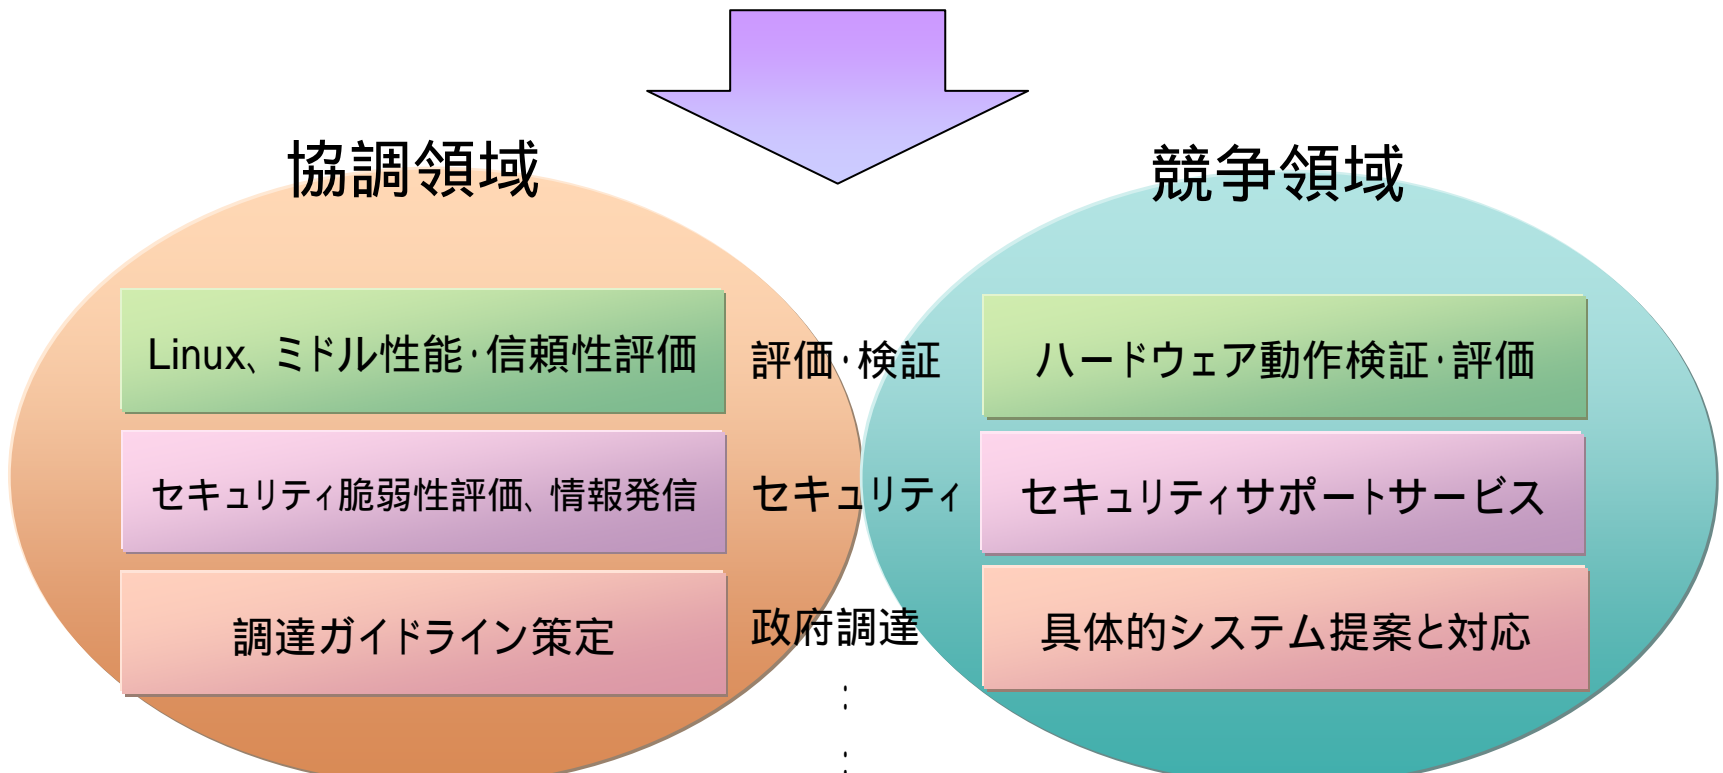 協調領域
競争領域
Linux、ミドル性能・信頼性評価
評価・検証
ハードウェア動作検証・評価
セキュリティ脆弱性評価、情報発信
セキュリティ
セキュリティサポートサービス
調達ガイドライン策定
政府調達
具体的システム提案と対応
:
: